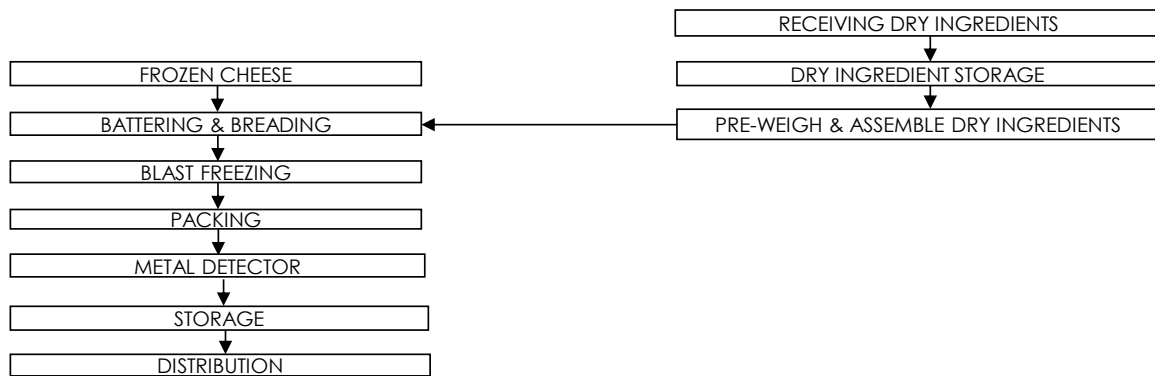 RECEIVING DRY INGREDIENTS
FROZEN CHEESE
DRY INGREDIENT STORAGE
BATTERING & BREADING
PRE-WEIGH & ASSEMBLE DRY INGREDIENTS
BLAST FREEZING
PACKING
METAL DETECTOR
STORAGE
DISTRIBUTION